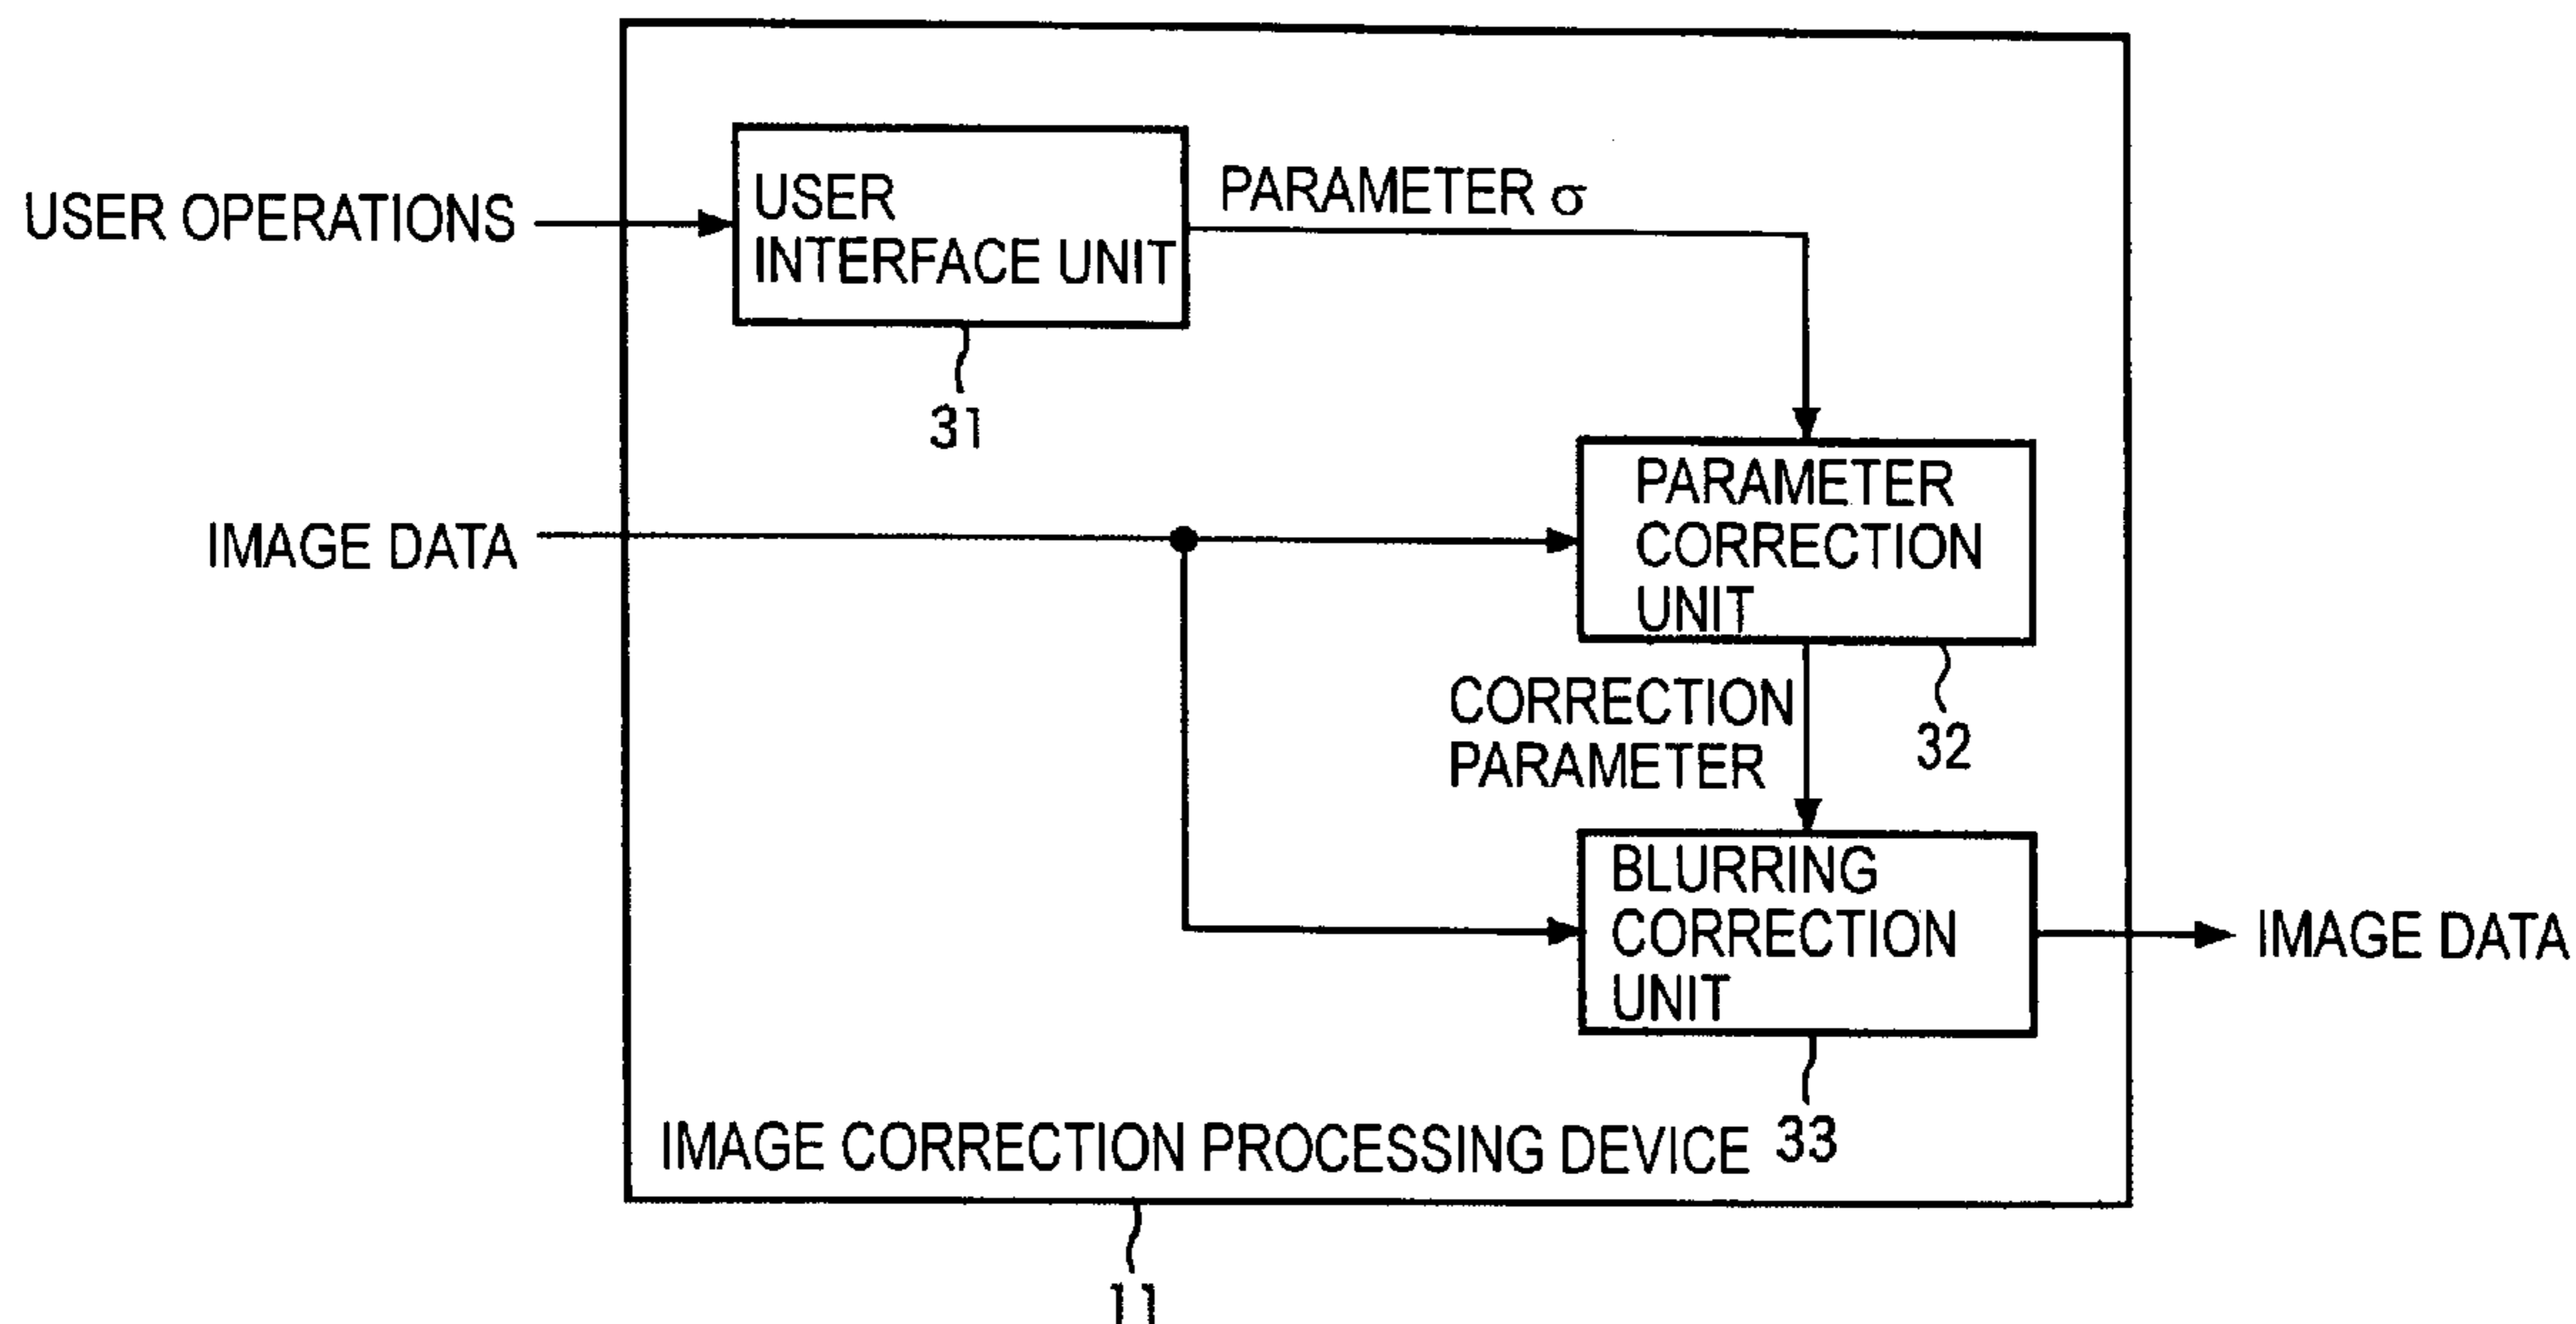 USER OPERATIONS
USER
INTERFACE UNIT
PARAMETER σ
31
IMAGE DATA
PARAMETER
CORRECTION
UNIT
CORRECTION
PARAMETER
32
BLURRING
CORRECTION
UNIT
IMAGE DATA
IMAGE CORRECTION PROCESSING DEVICE
33
11